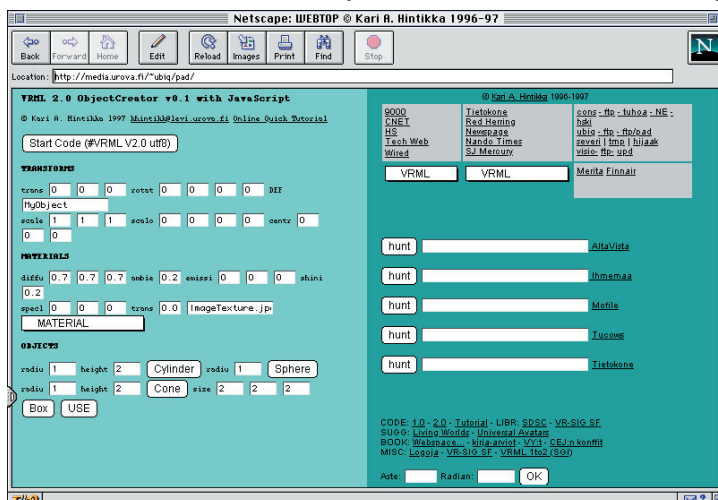 Netscape: WEBTOP © Kari A. Hintikka 1996-97
Back Forward Home Edit Reload Images Print Find Stop
N
Location: http://media.urova.fi/~ubiq/pad/
VRML 2.0 ObjectCreator v0.1 with JavaScript
© Kari A. Hintikka 1997 khintikk@levi.urova.fi Online Quick Tutorial
Start Code (#VRML V2.0 utf8)
TRANSFORMS
trans 0 0 0 rotat 0 0 0 0 DEF
MyObject
scale 1 1 1 scalo 0 0 0 0 centr 0
0 0
MATERIALS
diffu 0.7 0.7 0.7 ambie 0.2 emissi 0 0 0 shini
0.2
specl 0 0 0 trans 0.0 ImageTexture.jp
MATERIAL
OBJECTS
radiu 1 height 2 Cylinder radiu 1 Sphere
radiu 1 height 2 Cone size 2 2 2
Box USE
© Kari A. Hintikka 1996-1997
9000
CNET
HS
Tech Web
Wired
Tietokone
Red Herring
Newspage
Nando Times
SJ Mercury
cons - ftp - tuhoa - NE -
hski
ubiq - ftp - ftp/pad
severi | tmp | hijaak
visio- ftp- upd
VRML VRML
Merita Finnair
hunt AltaVista
hunt Ihmemaa
hunt Mofile
hunt Tucows
hunt Tietokone
CODE: 1.0 - 2.0 - Tutorial - LIBR: SDSC - VR-SIG SF
SUGG: Living Worlds - Universal Avatars
BOOK: Webspace... - kirja-arviot - VY:t - CEJ:n konffit
MISC: Logoja - VR-SIG SF - VRML 1to2 (SGI)
Aste: Radian: OK